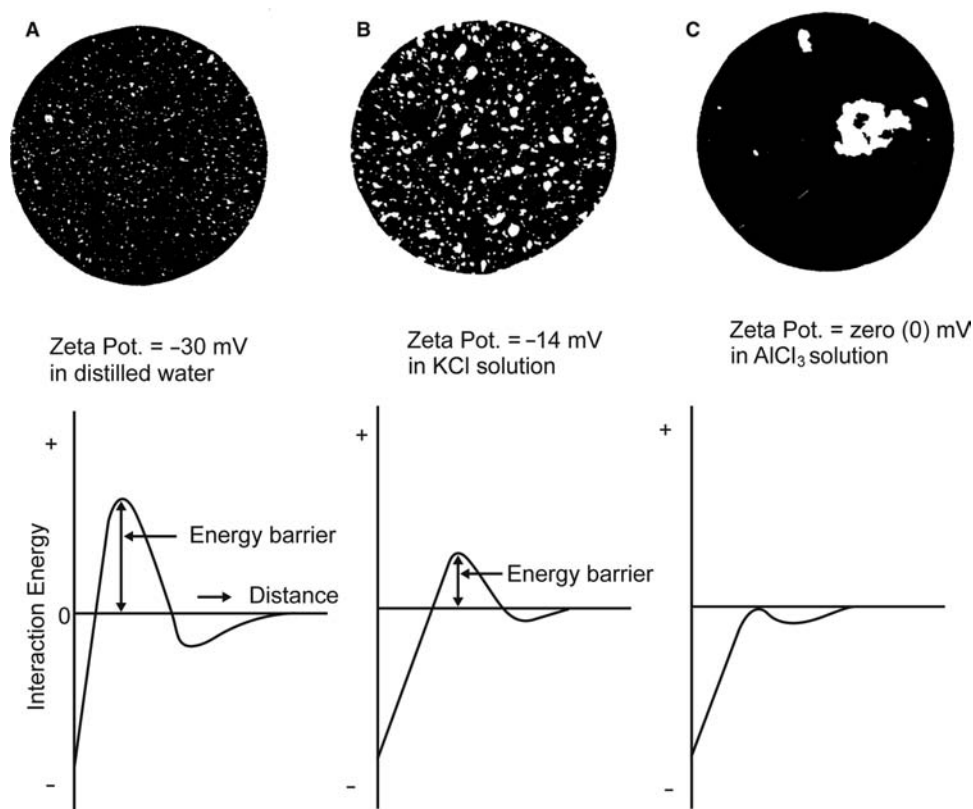 A
B
C
Zeta Pot. = –30 mV
in distilled water
Zeta Pot. = –14 mV
in KCl solution
Zeta Pot. = zero (0) mV
in AlCl₃ solution
+
+
+
Energy barrier
Energy barrier
Distance
0
Interaction Energy
–
–
–